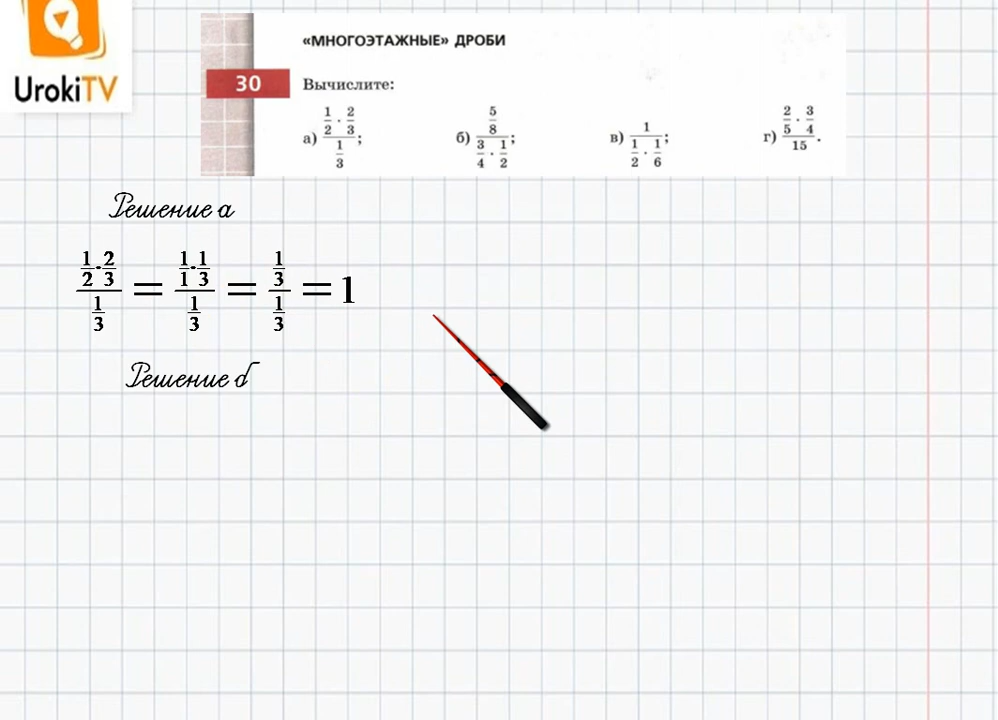 UrokiTV
«МНОГОЭТАЖНЫЕ» ДРОБИ
30 Вычислите:
а) (1/2 · 2/3)/(1/3); б) (5/8)/(3/4 · 1/2); в) 1/(1/2 · 1/6); г) (2/5 · 3/4)/15.
Решение а
(1/2 · 2/3)/(1/3) = (1/1 · 1/3)/(1/3) = (1/3)/(1/3) = 1
Решение б